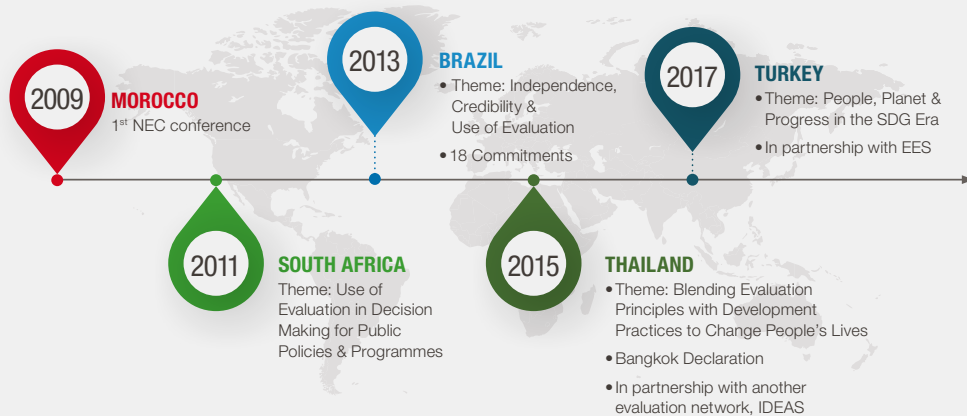 2009
MOROCCO
1st NEC conference
2011
SOUTH AFRICA
Theme: Use of
Evaluation in Decision
Making for Public
Policies & Programmes
2013
BRAZIL
• Theme: Independence,
Credibility &
Use of Evaluation
• 18 Commitments
2015
THAILAND
• Theme: Blending Evaluation
Principles with Development
Practices to Change People's Lives
• Bangkok Declaration
• In partnership with another
evaluation network, IDEAS
2017
TURKEY
• Theme: People, Planet &
Progress in the SDG Era
• In partnership with EES